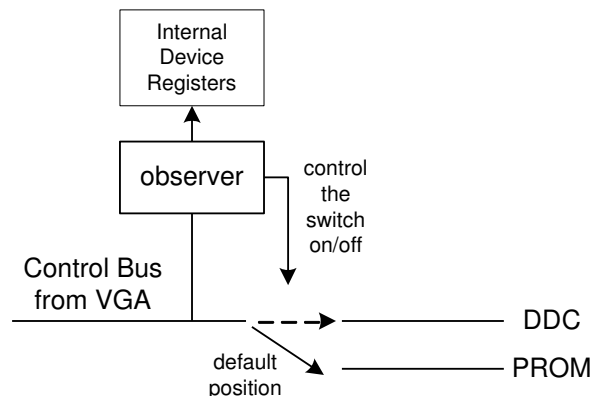 Internal
Device
Registers
observer
control
the
switch
on/off
Control Bus
from VGA
DDC
default
position
PROM